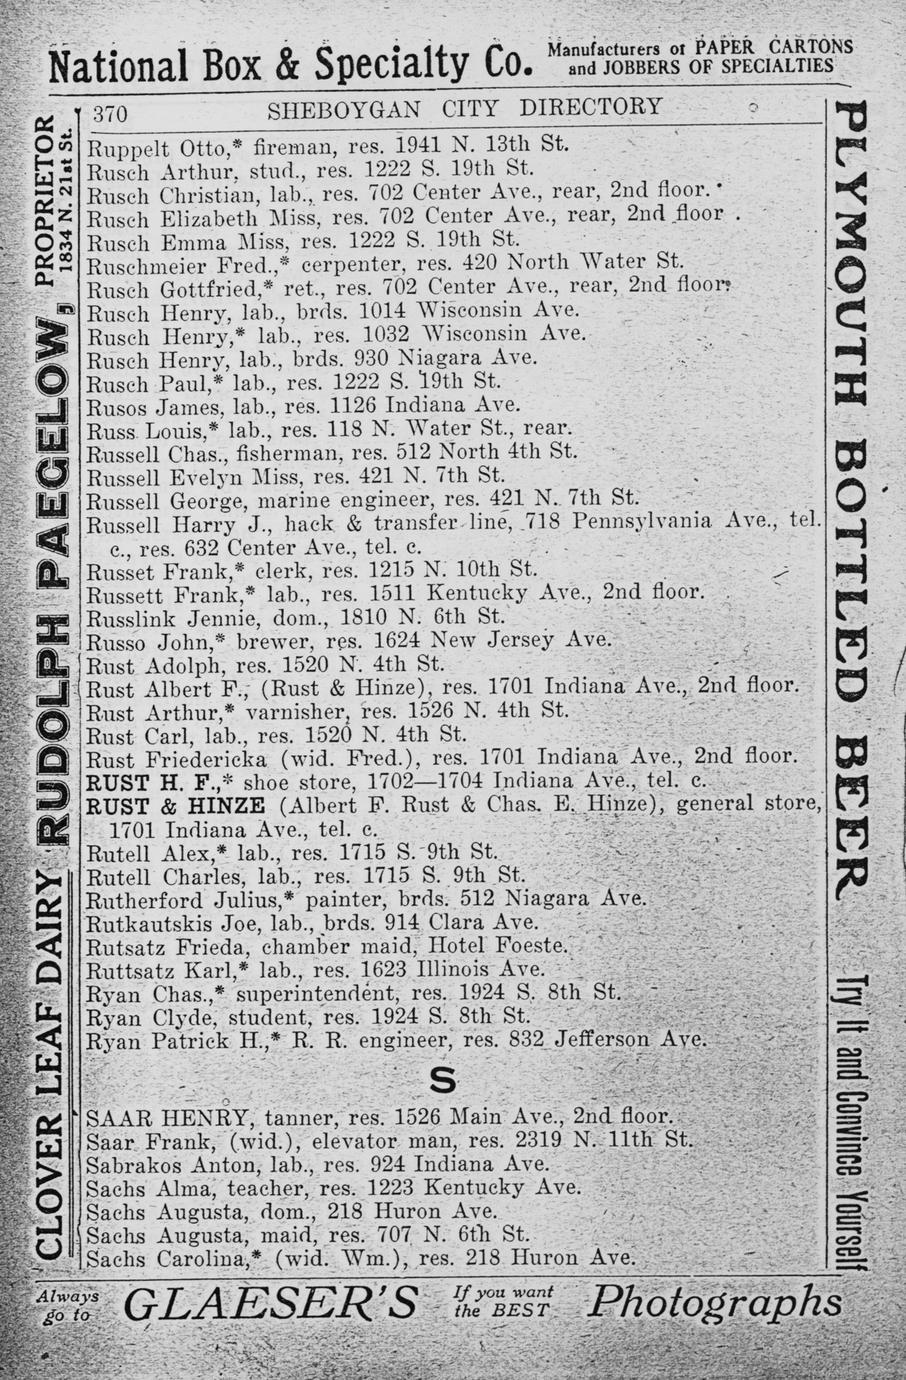 National Box & Specialty Co. Manufacturers of PAPER CARTONS
and JOBBERS OF SPECIALTIES
370 SHEBOYGAN CITY DIRECTORY
Ruppelt Otto,* fireman, res. 1941 N. 13th St.
Rusch Arthur, stud., res. 1222 S. 19th St.
Rusch Christian, lab., res. 702 Center Ave., rear, 2nd floor.
Rusch Elizabeth Miss, res. 702 Center Ave., rear, 2nd floor .
Rusch Emma Miss, res. 1222 S. 19th St.
Ruschmeier Fred.,* cerpenter, res. 420 North Water St.
Rusch Gottfried,* ret., res. 702 Center Ave., rear, 2nd floor.
Rusch Henry, lab., brds. 1014 Wisconsin Ave.
Rusch Henry,* lab., res. 1032 Wisconsin Ave.
Rusch Henry, lab., brds. 930 Niagara Ave.
Rusch Paul,* lab., res. 1222 S. 19th St.
Rusos James, lab., res. 1126 Indiana Ave.
Russ Louis,* lab., res. 118 N. Water St., rear.
Russell Chas., fisherman, res. 512 North 4th St.
Russell Evelyn Miss, res. 421 N. 7th St.
Russell George, marine engineer, res. 421 N. 7th St.
Russell Harry J., hack & transfer line, 718 Pennsylvania Ave., tel.
c., res. 632 Center Ave., tel. c.
Russet Frank,* clerk, res. 1215 N. 10th St.
Russett Frank,* lab., res. 1511 Kentucky Ave., 2nd floor.
Russlink Jennie, dom., 1810 N. 6th St.
Russo John,* brewer, res. 1624 New Jersey Ave.
Rust Adolph, res. 1520 N. 4th St.
Rust Albert F., (Rust & Hinze), res. 1701 Indiana Ave., 2nd floor.
Rust Arthur,* varnisher, res. 1526 N. 4th St.
Rust Carl, lab., res. 1520 N. 4th St.
Rust Friedericka (wid. Fred.), res. 1701 Indiana Ave., 2nd floor.
RUST H. F.,* shoe store, 1702—1704 Indiana Ave., tel. c.
RUST & HINZE (Albert F. Rust & Chas. E. Hinze), general store,
1701 Indiana Ave., tel. c.
Rutell Alex,* lab., res. 1715 S. 9th St.
Rutell Charles, lab., res. 1715 S. 9th St.
Rutherford Julius,* painter, brds. 512 Niagara Ave.
Rutkautskis Joe, lab., brds. 914 Clara Ave.
Rutsatz Frieda, chamber maid, Hotel Foeste.
Ruttsatz Karl,* lab., res. 1623 Illinois Ave.
Ryan Chas.,* superintendent, res. 1924 S. 8th St.
Ryan Clyde, student, res. 1924 S. 8th St.
Ryan Patrick H.,* R. R. engineer, res. 832 Jefferson Ave.
S
SAAR HENRY, tanner, res. 1526 Main Ave., 2nd floor.
Saar Frank, (wid.), elevator man, res. 2319 N. 11th St.
Sabrakos Anton, lab., res. 924 Indiana Ave.
Sachs Alma, teacher, res. 1223 Kentucky Ave.
Sachs Augusta, dom., 218 Huron Ave.
Sachs Augusta, maid, res. 707 N. 6th St.
Sachs Carolina,* (wid. Wm.), res. 218 Huron Ave.
CLOVER LEAF DAIRY RUDOLPH PAEGELOW, PROPRIETOR
1834 N. 21st St.
PLYMOUTH BOTTLED BEER Try It and Convince Yourself
Always
go to GLAESER'S If you want
the BEST Photographs